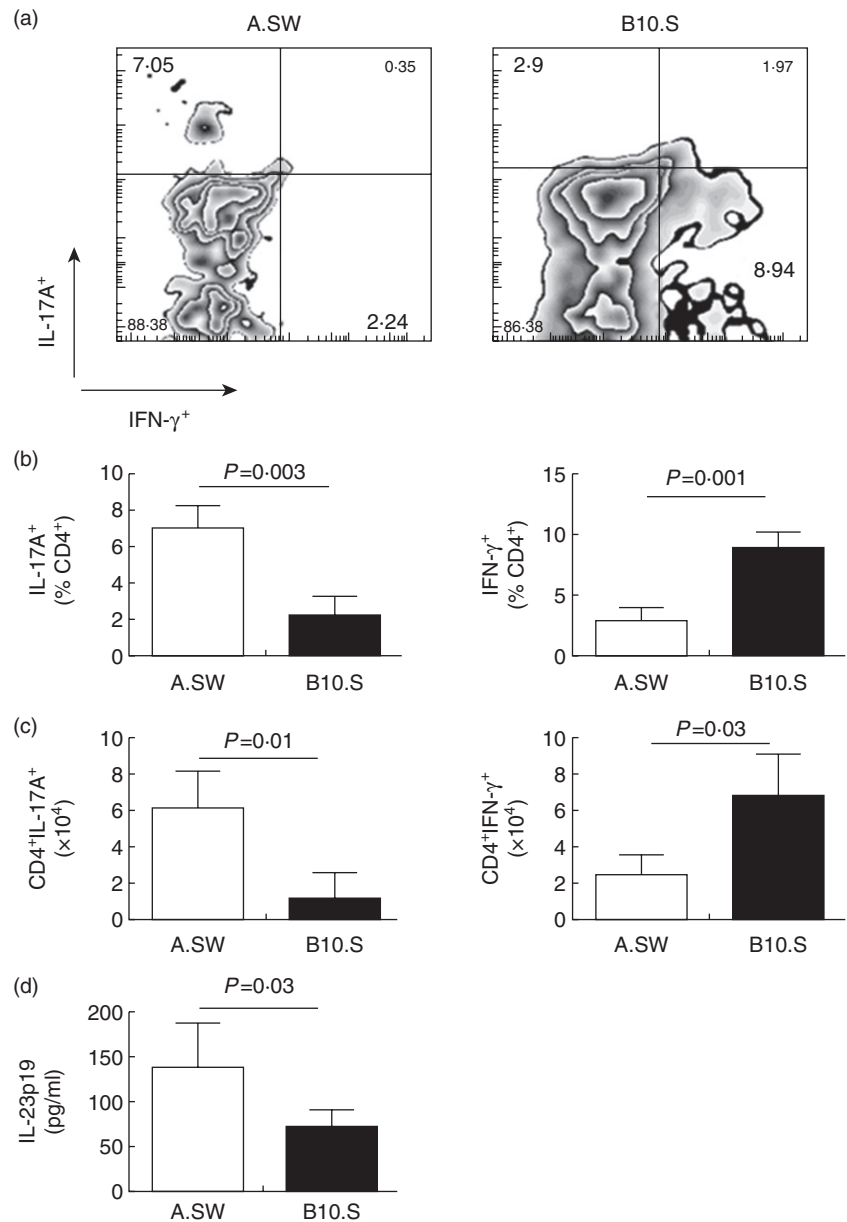 (a)
A.SW
B10.S
7·05
0·35
2·9
1·97
88·38
2·24
86·38
8·94
IL-17A⁺
IFN-γ⁺
(b)
IL-17A⁺
(% CD4⁺)
10
8
6
4
2
0
P=0·003
A.SW
B10.S
IFN-γ⁺
(% CD4⁺)
15
10
5
0
P=0·001
A.SW
B10.S
(c)
CD4⁺IL-17A⁺
(×10⁴)
10
8
6
4
2
0
P=0·01
A.SW
B10.S
CD4⁺IFN-γ⁺
(×10⁴)
10
8
6
4
2
0
P=0·03
A.SW
B10.S
(d)
IL-23p19
(pg/ml)
200
150
100
50
0
P=0·03
A.SW
B10.S